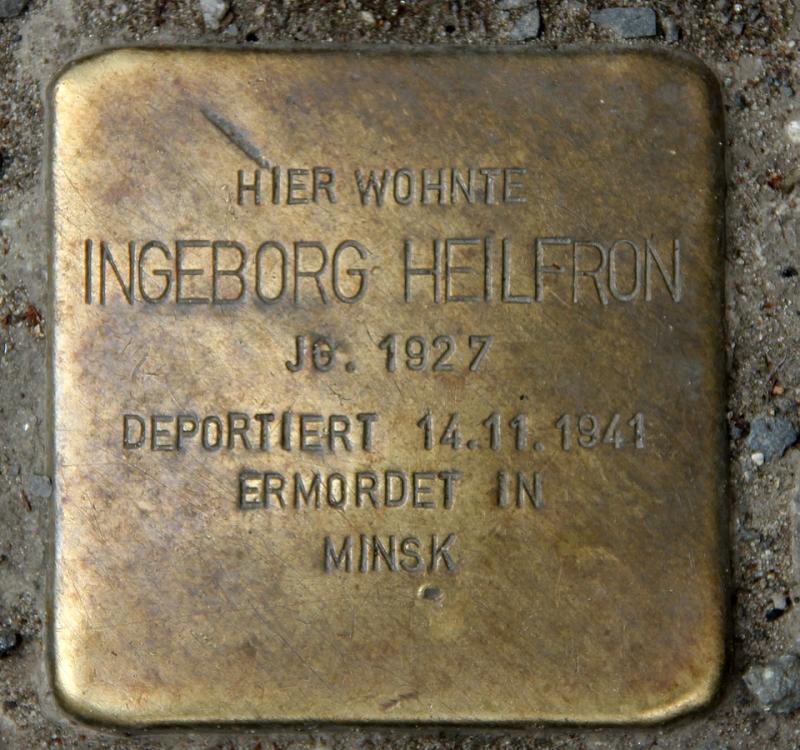 HIER WOHNTE
INGEBORG HEILFRON
JG. 1927
DEPORTIERT 14.11.1941
ERMORDET IN
MINSK